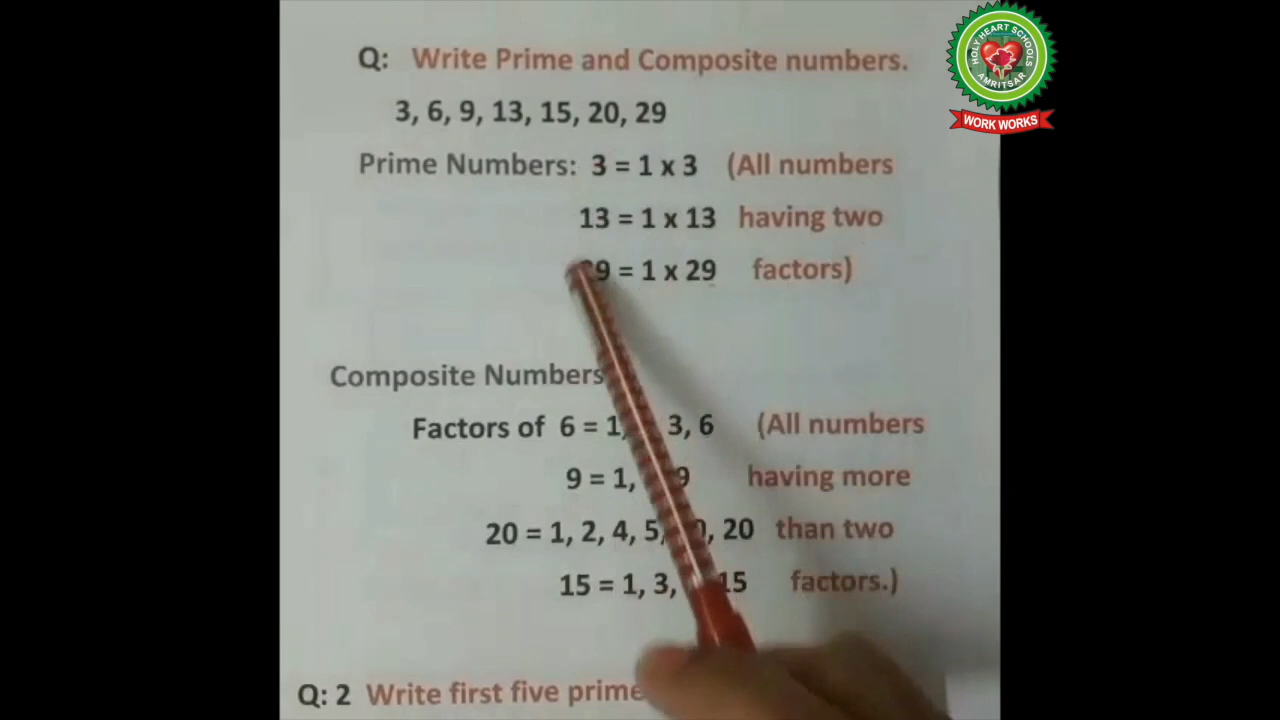 Q: Write Prime and Composite numbers.
3, 6, 9, 13, 15, 20, 29
Prime Numbers: 3 = 1 x 3 (All numbers
13 = 1 x 13 having two
9 = 1 x 29 factors)
Composite Numbers
Factors of 6 = 1, 3, 6 (All numbers
9 = 1, 9 having more
20 = 1, 2, 4, 5, 0, 20 than two
15 = 1, 3, 15 factors.)
Q: 2 Write first five prime
HOLY HEART SCHOOLS
AMRITSAR
WORK WORKS